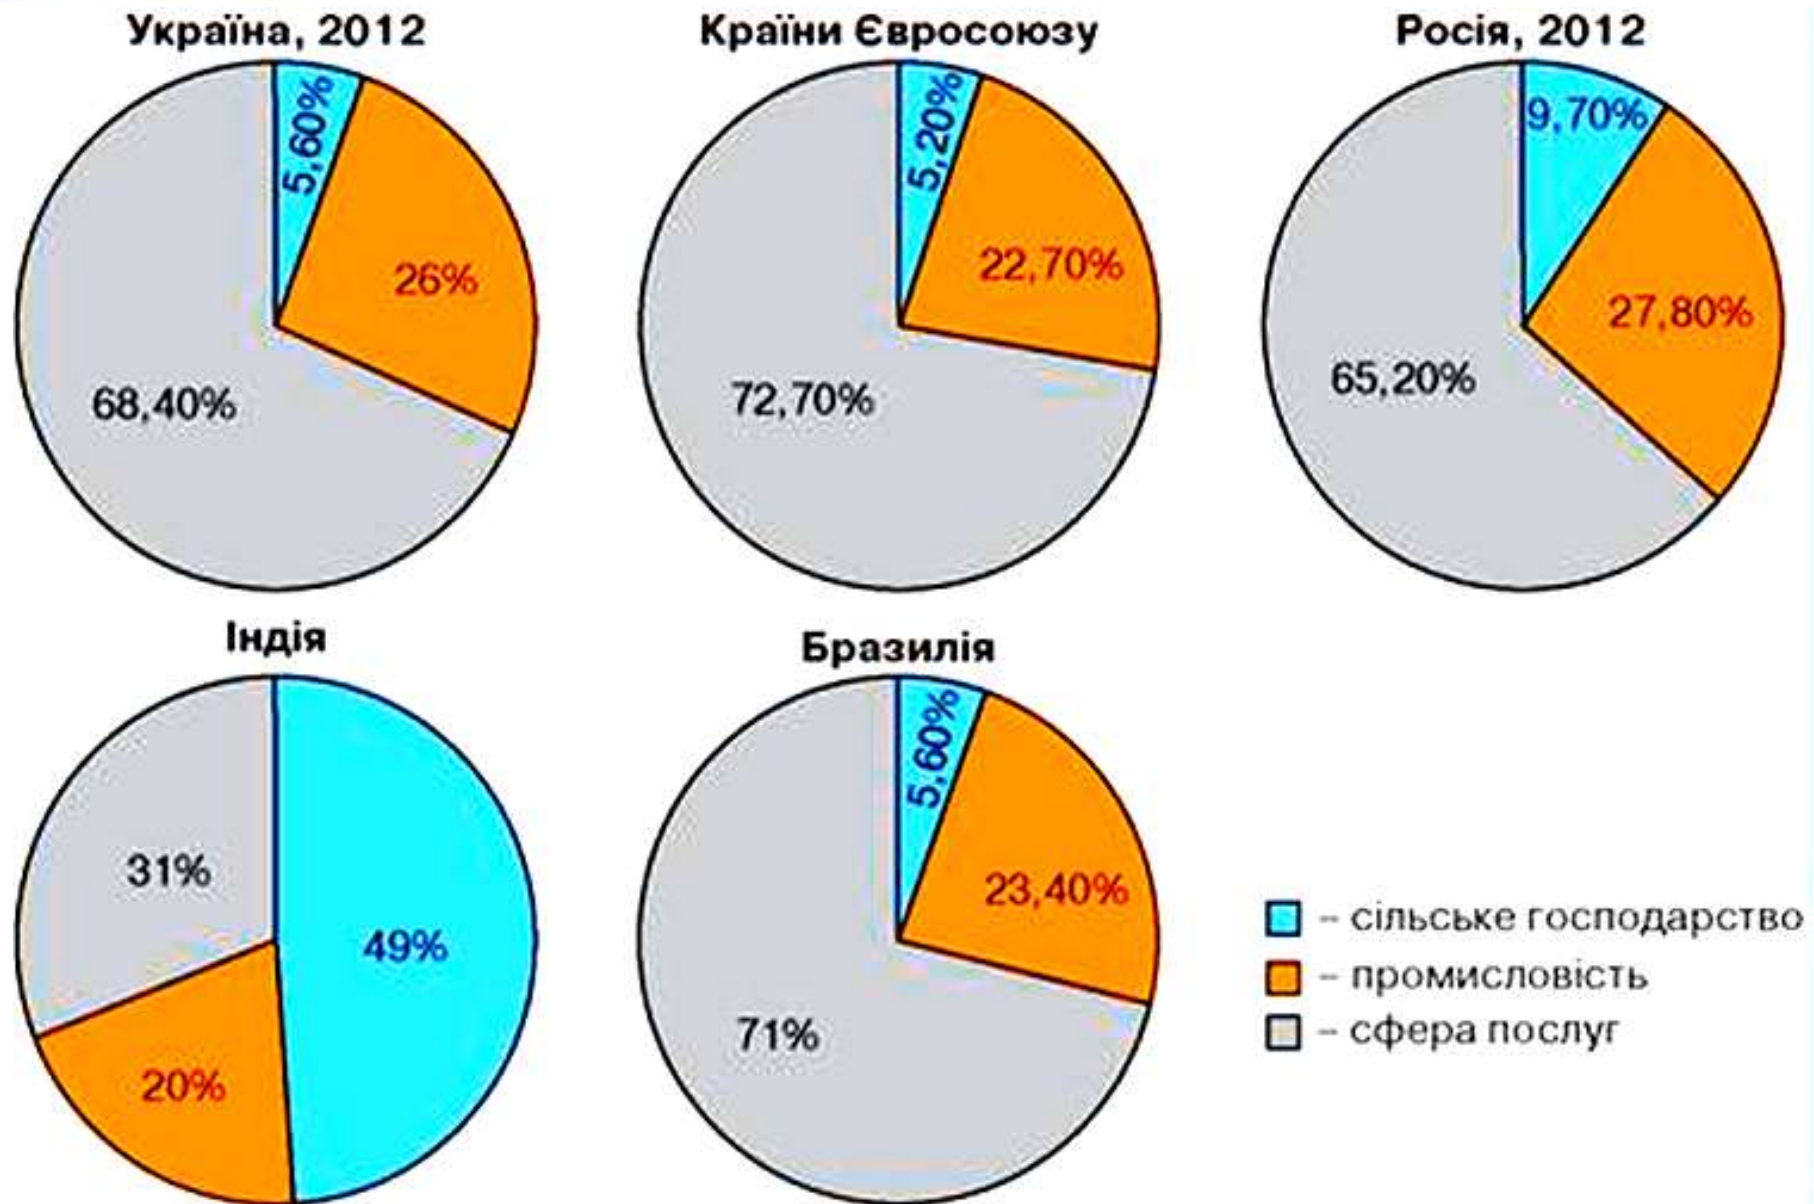 Україна, 2012
5,60%
26%
68,40%
Країни Євросоюзу
5,20%
22,70%
72,70%
Росія, 2012
9,70%
27,80%
65,20%
Індія
31%
49%
20%
Бразилія
5,60%
23,40%
71%
– сільське господарство
– промисловість
– сфера послуг